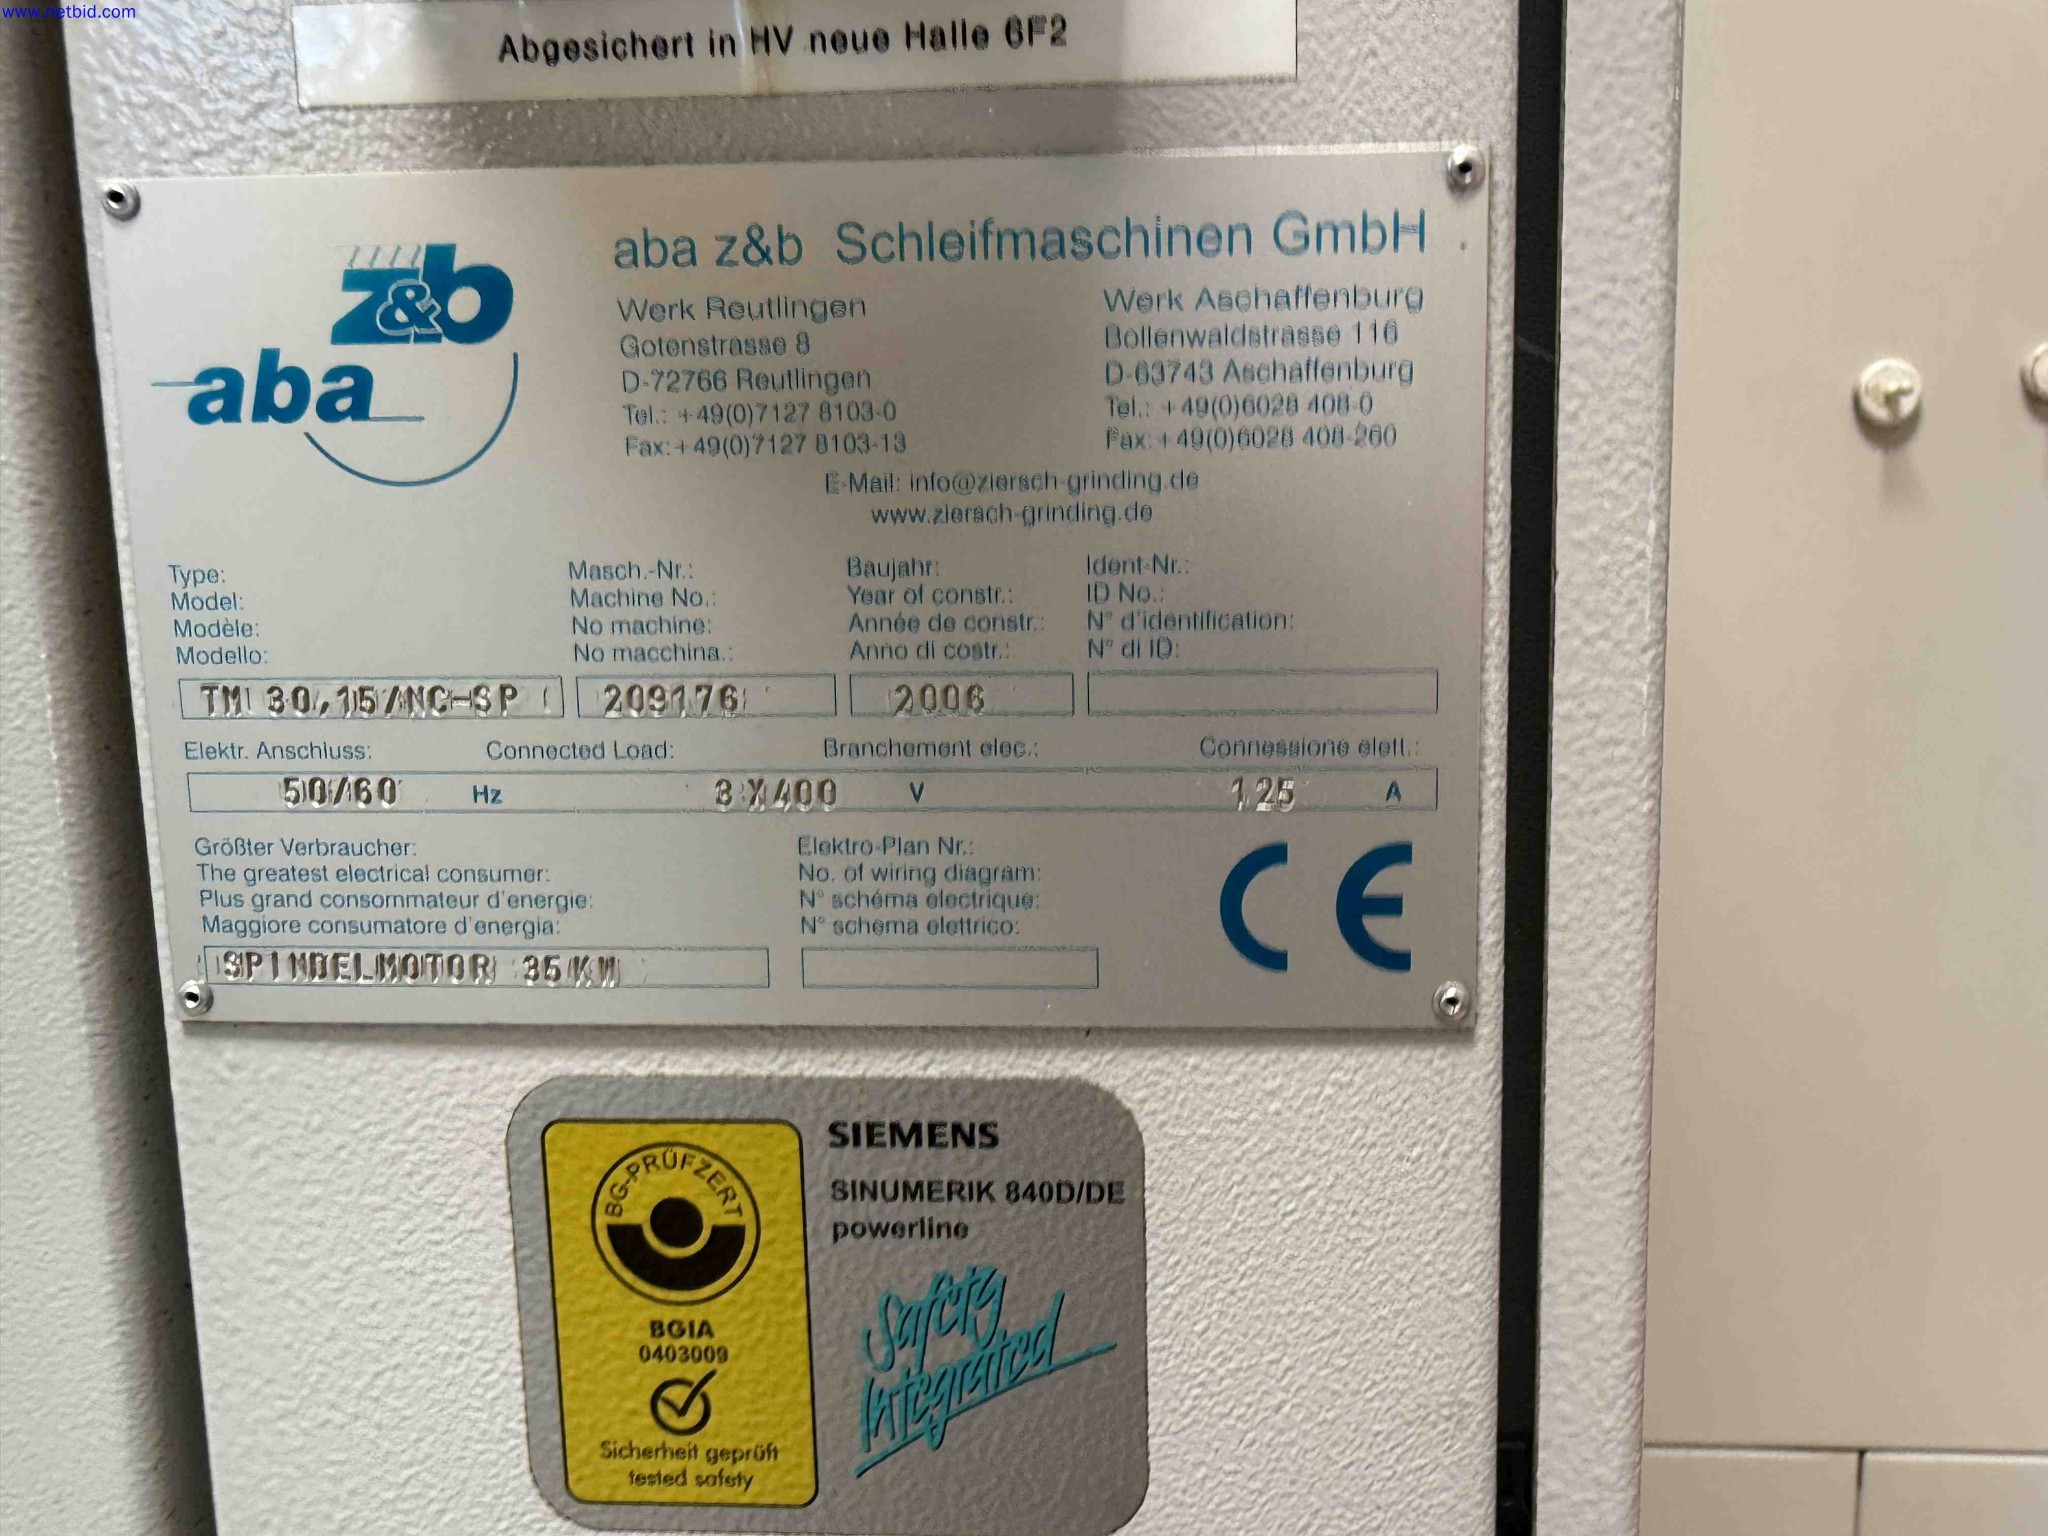 www.netbid.com
Abgesichert in HV neue Halle 6F2
z&b
aba
aba z&b Schleifmaschinen GmbH
Werk Reutlingen
Gotenstrasse 8
D-72766 Reutlingen
Tel.: +49(0)7127 8103-0
Fax:+49(0)7127 8103-13
Werk Aschaffenburg
Bollenwaldstrasse 116
D-63743 Aschaffenburg
Tel.: +49(0)6028 408-0
Fax: +49(0)6028 408-260
E-Mail: info@ziersch-grinding.de
www.ziersch-grinding.de
Type:
Model:
Modèle:
Modello:
TM 30.15/NC-SP
Masch.-Nr.:
Machine No.:
No machine:
No macchina.:
209176
Baujahr:
Year of constr.:
Année de constr.:
Anno di costr.:
2006
Ident-Nr.:
ID No.:
N° d'identification:
N° di ID:
Elektr. Anschluss: Connected Load: Branchement elec.: Connessione elett.:
50/60 Hz 3X400 V 125 A
Größter Verbraucher:
The greatest electrical consumer:
Plus grand consommateur d'energie:
Maggiore consumatore d'energia:
SPINDELMOTOR 35KW
Elektro-Plan Nr.:
No. of wiring diagram:
N° schéma electrique:
N° schema elettrico:
CE
BG-PRÜFZERT
BGIA
0403009
Sicherheit geprüft
tested safety
SIEMENS
SINUMERIK 840D/DE
powerline
Safety
Integrated